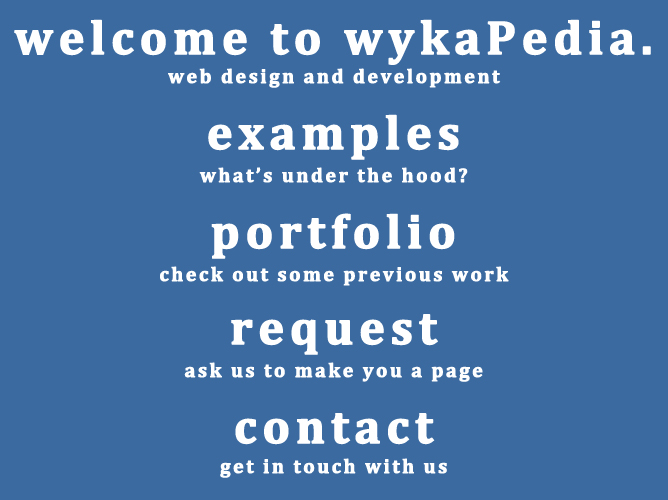 welcome to wykaPedia.
web design and development
examples
what's under the hood?
portfolio
check out some previous work
request
ask us to make you a page
contact
get in touch with us